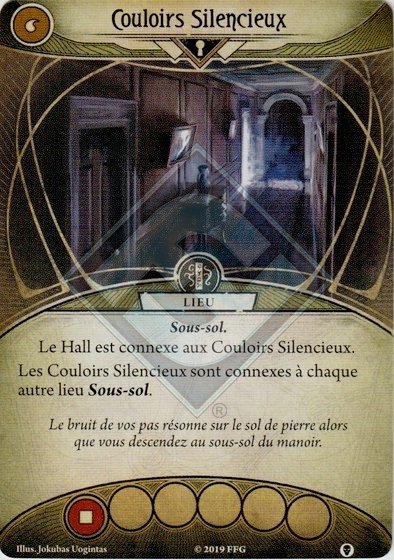 Couloirs Silencieux
LIEU
Sous-sol.
Le Hall est connexe aux Couloirs Silencieux.
Les Couloirs Silencieux sont connexes à chaque
autre lieu Sous-sol.
Le bruit de vos pas résonne sur le sol de pierre alors
que vous descendez au sous-sol du manoir.
®
Illus. Jokubas Uogintas
© 2019 FFG